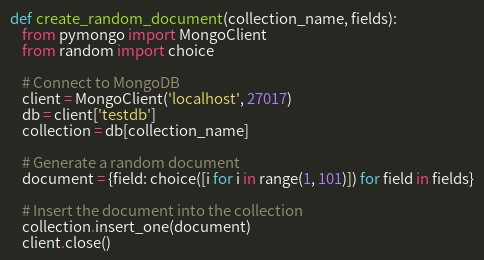 def create_random_document(collection_name, fields):
    from pymongo import MongoClient
    from random import choice

    # Connect to MongoDB
    client = MongoClient('localhost', 27017)
    db = client['testdb']
    collection = db[collection_name]

    # Generate a random document
    document = {field: choice([i for i in range(1, 101)]) for field in fields}

    # Insert the document into the collection
    collection.insert_one(document)
    client.close()